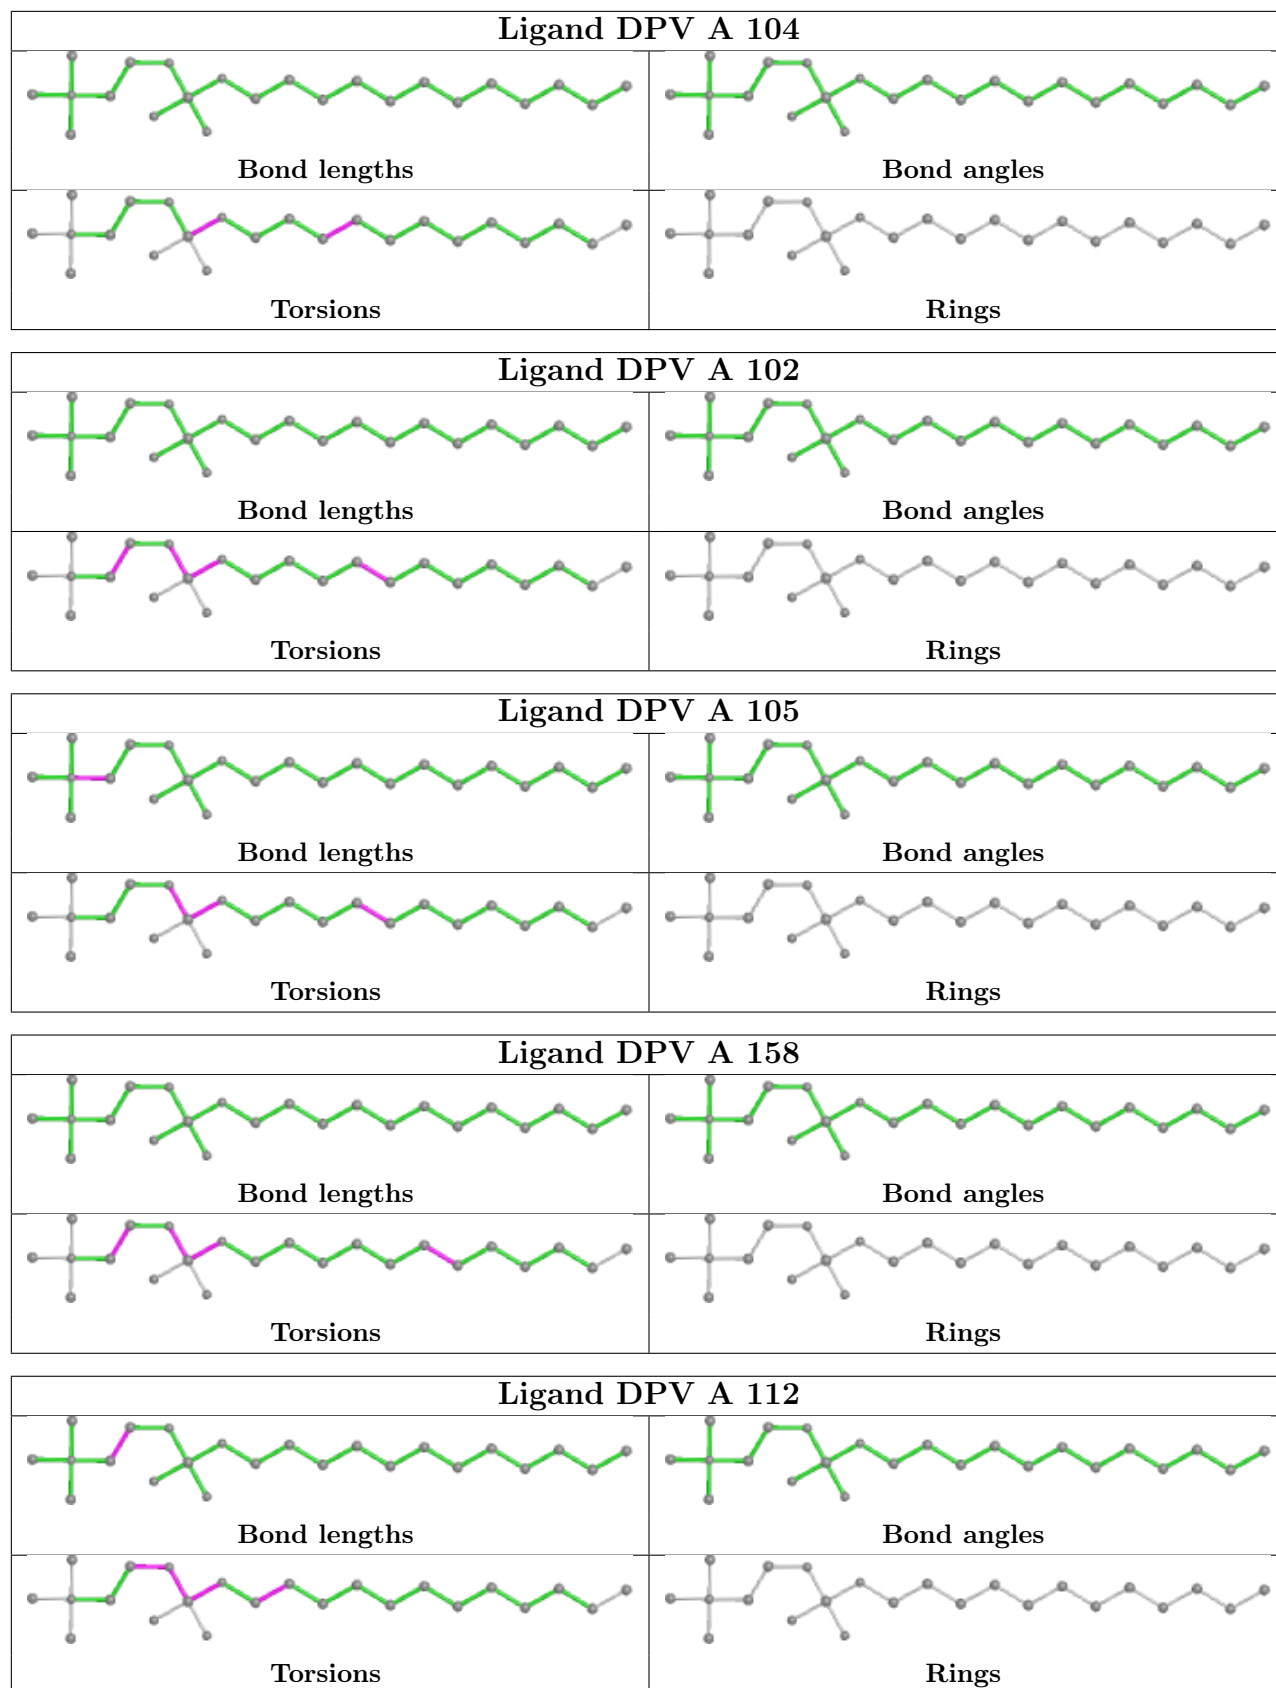 Ligand DPV A 104
Bond lengths
Bond angles
Torsions
Rings
Ligand DPV A 102
Bond lengths
Bond angles
Torsions
Rings
Ligand DPV A 105
Bond lengths
Bond angles
Torsions
Rings
Ligand DPV A 158
Bond lengths
Bond angles
Torsions
Rings
Ligand DPV A 112
Bond lengths
Bond angles
Torsions
Rings